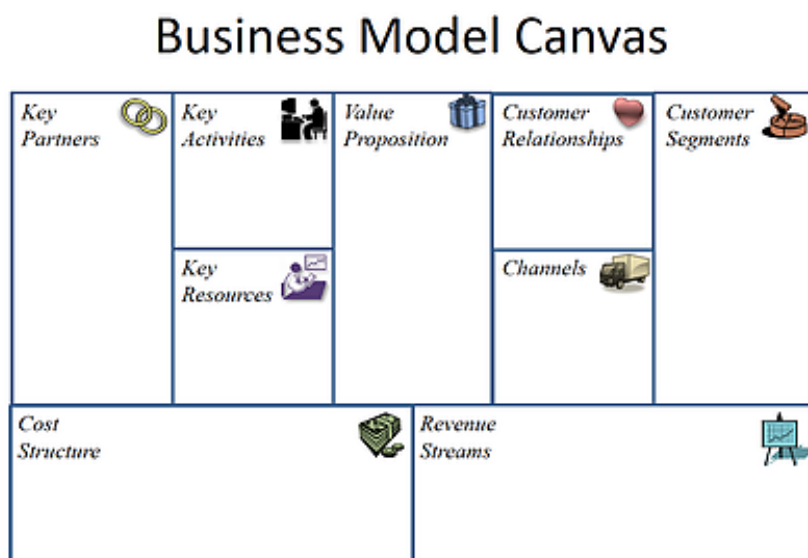 Business Model Canvas
Key
Partners
Key
Activities
Value
Proposition
Customer
Relationships
Customer
Segments
Key
Resources
Channels
Cost
Structure
Revenue
Streams